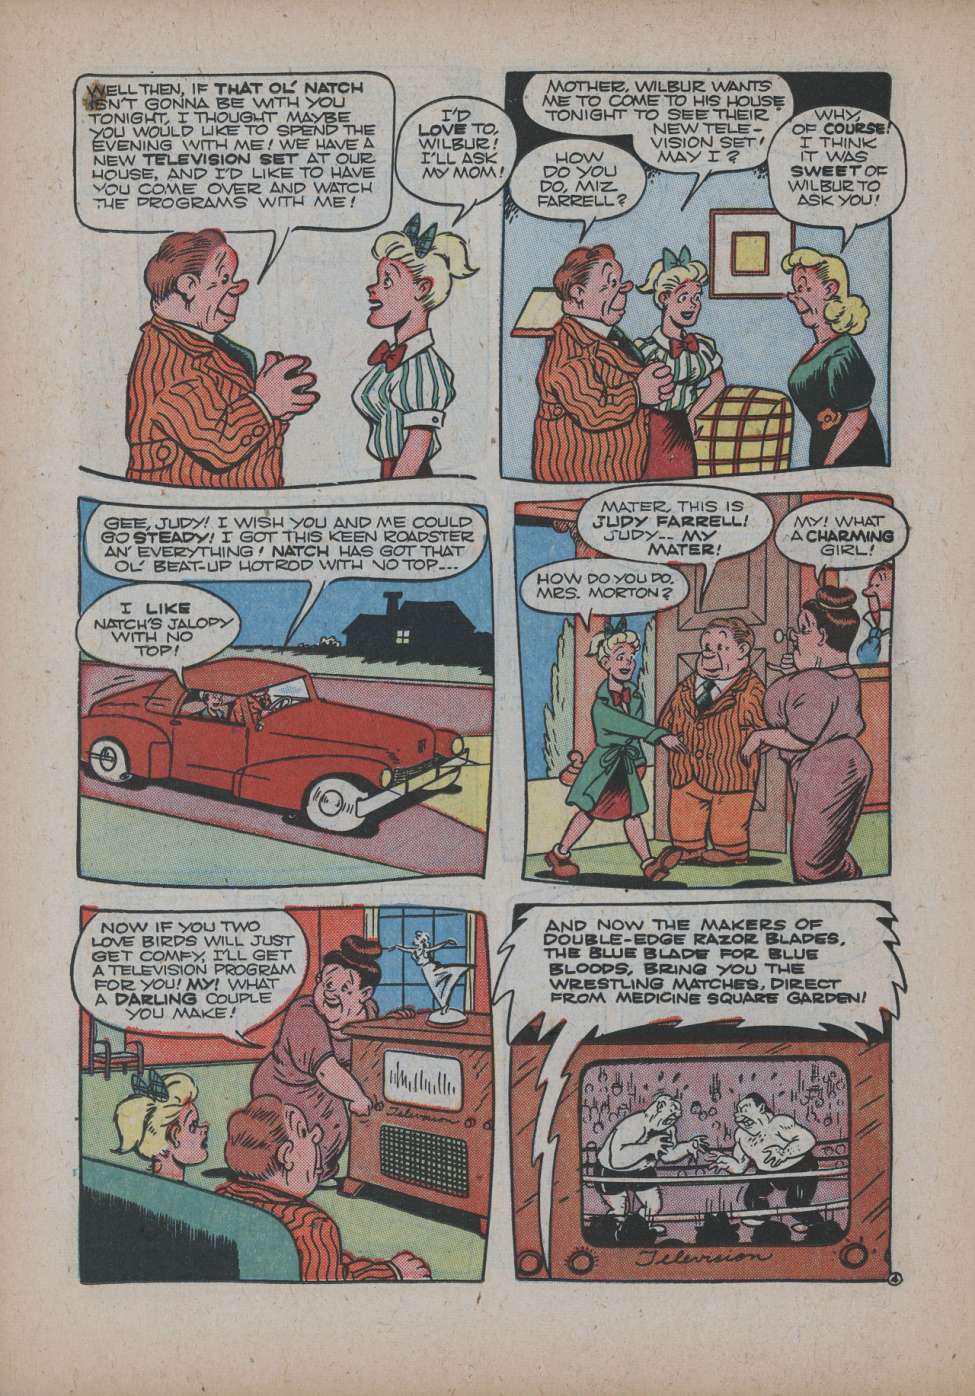 WELL THEN, IF THAT OL' NATCH
ISN'T GONNA BE WITH YOU
TONIGHT, I THOUGHT MAYBE
YOU WOULD LIKE TO SPEND THE
EVENING WITH ME! WE HAVE A
NEW TELEVISION SET AT OUR
HOUSE, AND I'D LIKE TO HAVE
YOU COME OVER AND WATCH
THE PROGRAMS WITH ME!
I'D
LOVE TO,
WILBUR!
I'LL ASK
MY MOM!
MOTHER, WILBUR WANTS
ME TO COME TO HIS HOUSE
TONIGHT TO SEE THEIR
NEW TELE-
VISION SET!
MAY I?
HOW
DO YOU
DO, MIZ
FARRELL?
WHY,
OF COURSE!
I THINK
IT WAS
SWEET OF
WILBUR TO
ASK YOU!
GEE, JUDY! I WISH YOU AND ME COULD
GO STEADY! I GOT THIS KEEN ROADSTER
AN' EVERYTHING! NATCH HAS GOT THAT
OL' BEAT-UP HOTROD WITH NO TOP---
I LIKE
NATCH'S JALOPY
WITH NO
TOP!
MATER, THIS IS
JUDY FARRELL!
JUDY-- MY
MATER!
HOW DO YOU DO,
MRS. MORTON?
MY! WHAT
A CHARMING
GIRL!
NOW IF YOU TWO
LOVE BIRDS WILL JUST
GET COMFY, I'LL GET
A TELEVISION PROGRAM
FOR YOU! MY! WHAT
A DARLING COUPLE
YOU MAKE!
Television
AND NOW THE MAKERS OF
DOUBLE-EDGE RAZOR BLADES,
THE BLUE BLADE FOR BLUE
BLOODS, BRING YOU THE
WRESTLING MATCHES, DIRECT
FROM MEDICINE SQUARE GARDEN!
Television
4